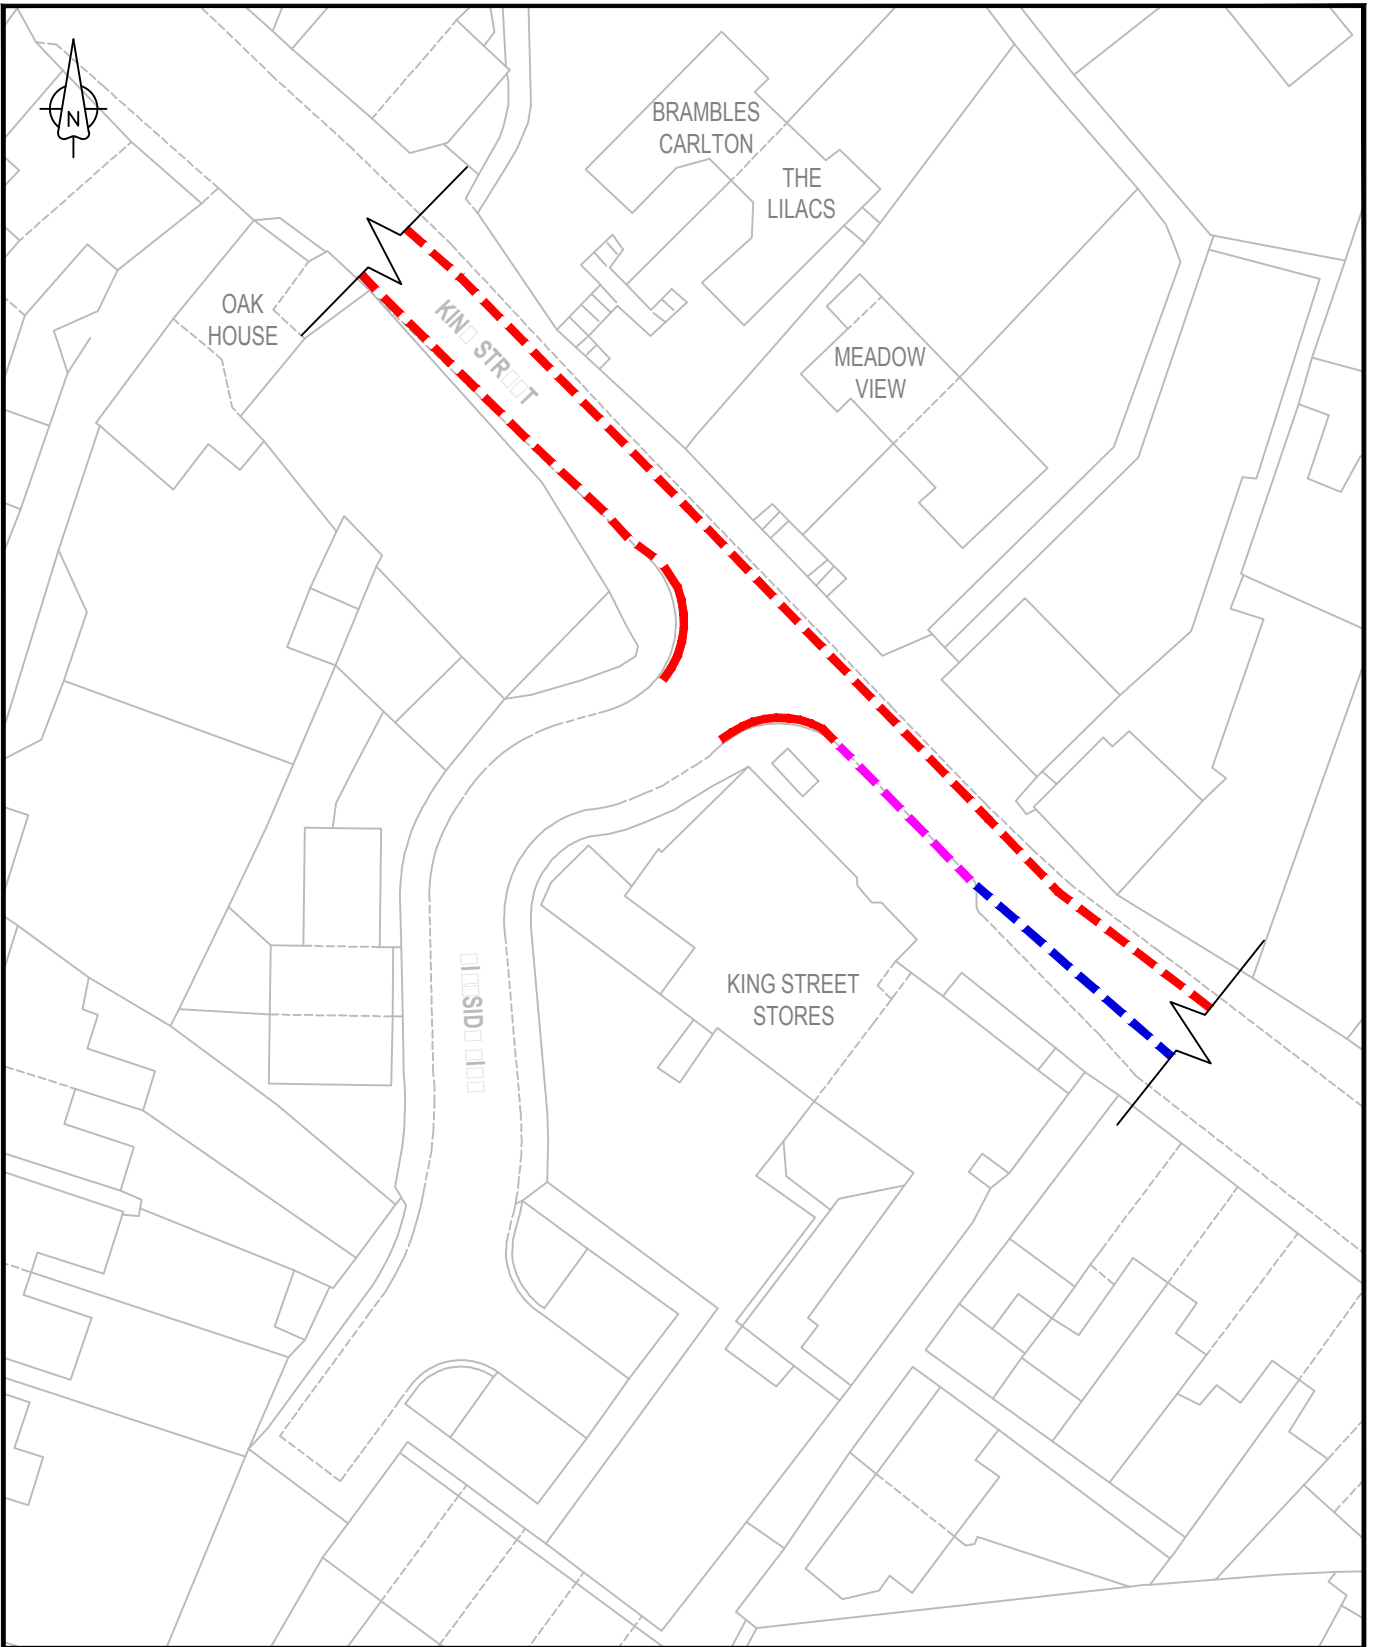 N
BRAMBLES
CARLTON
THE
LILACS
OAK
HOUSE
MEADOW
VIEW
KING STREET
STORES